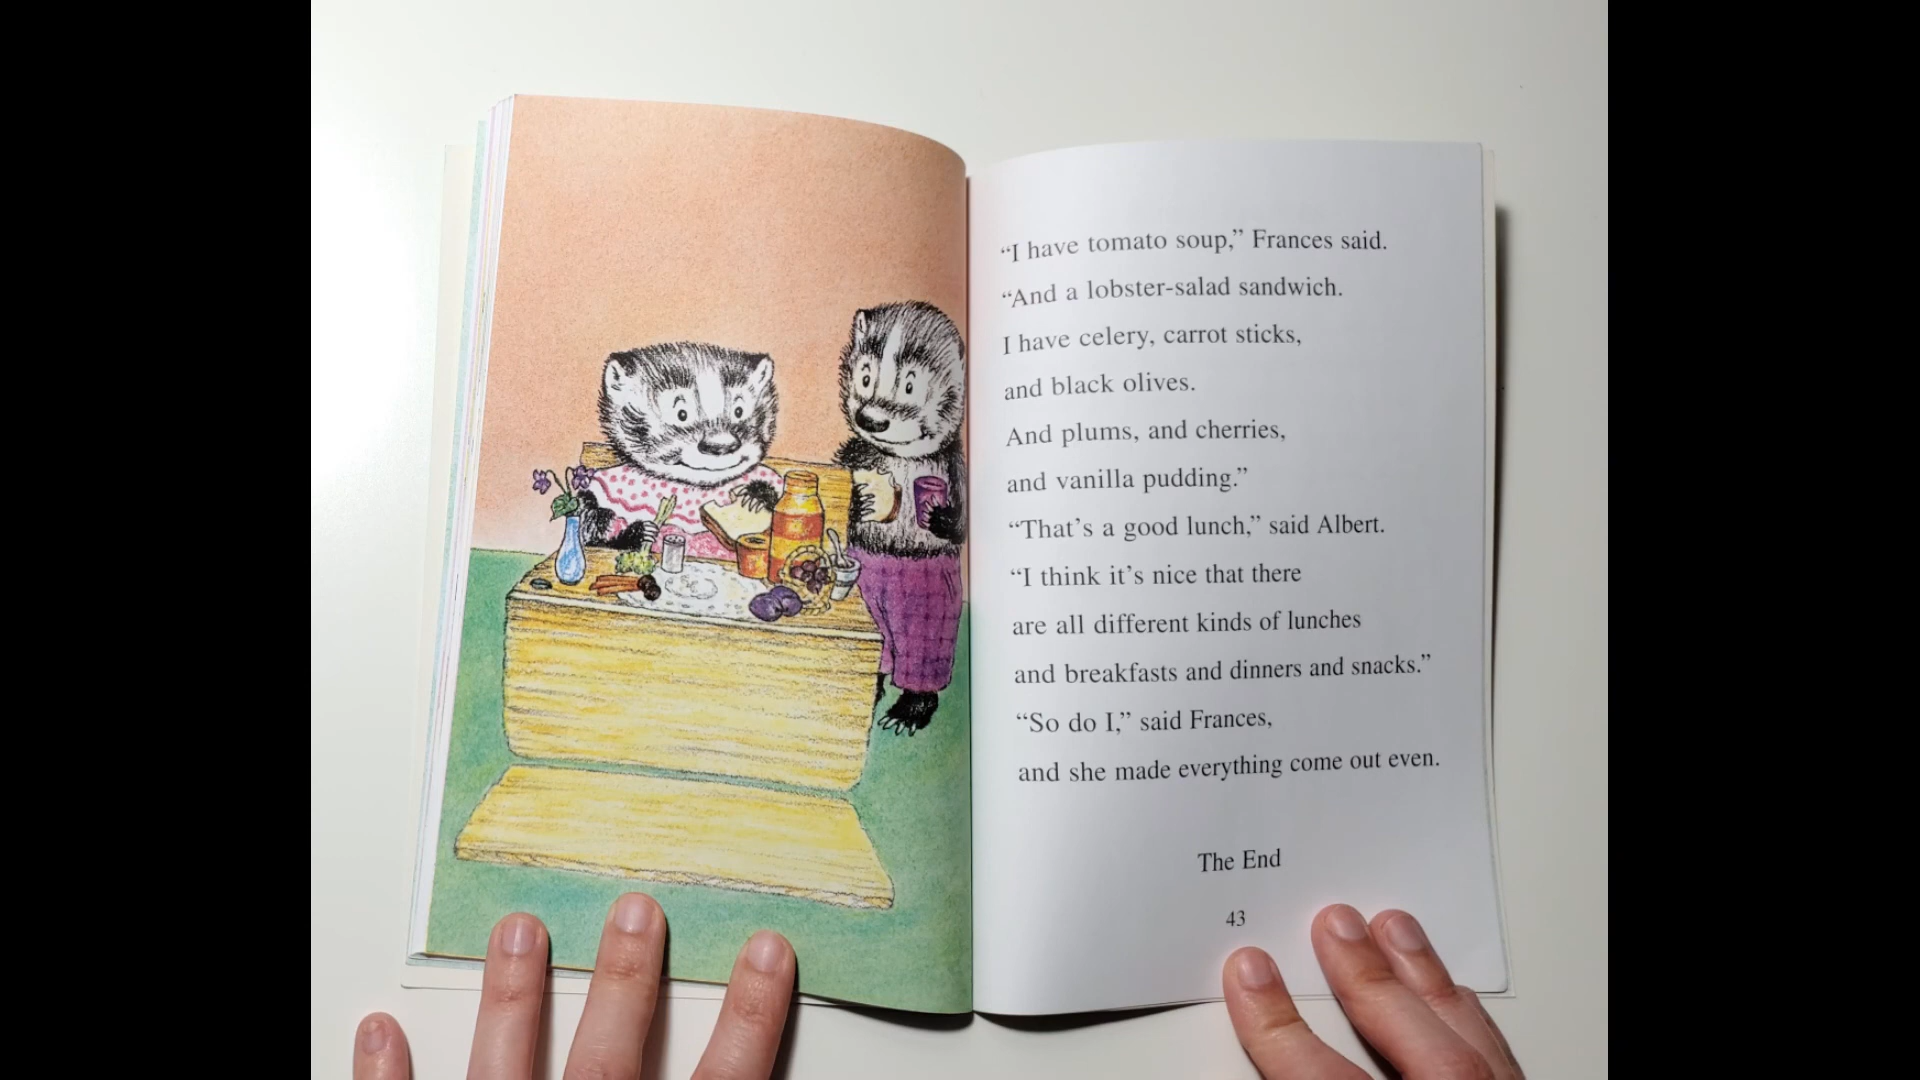 “I have tomato soup,” Frances said.
“And a lobster-salad sandwich.
I have celery, carrot sticks,
and black olives.
And plums, and cherries,
and vanilla pudding.”
“That’s a good lunch,” said Albert.
“I think it’s nice that there
are all different kinds of lunches
and breakfasts and dinners and snacks.”
“So do I,” said Frances,
and she made everything come out even.
The End
43